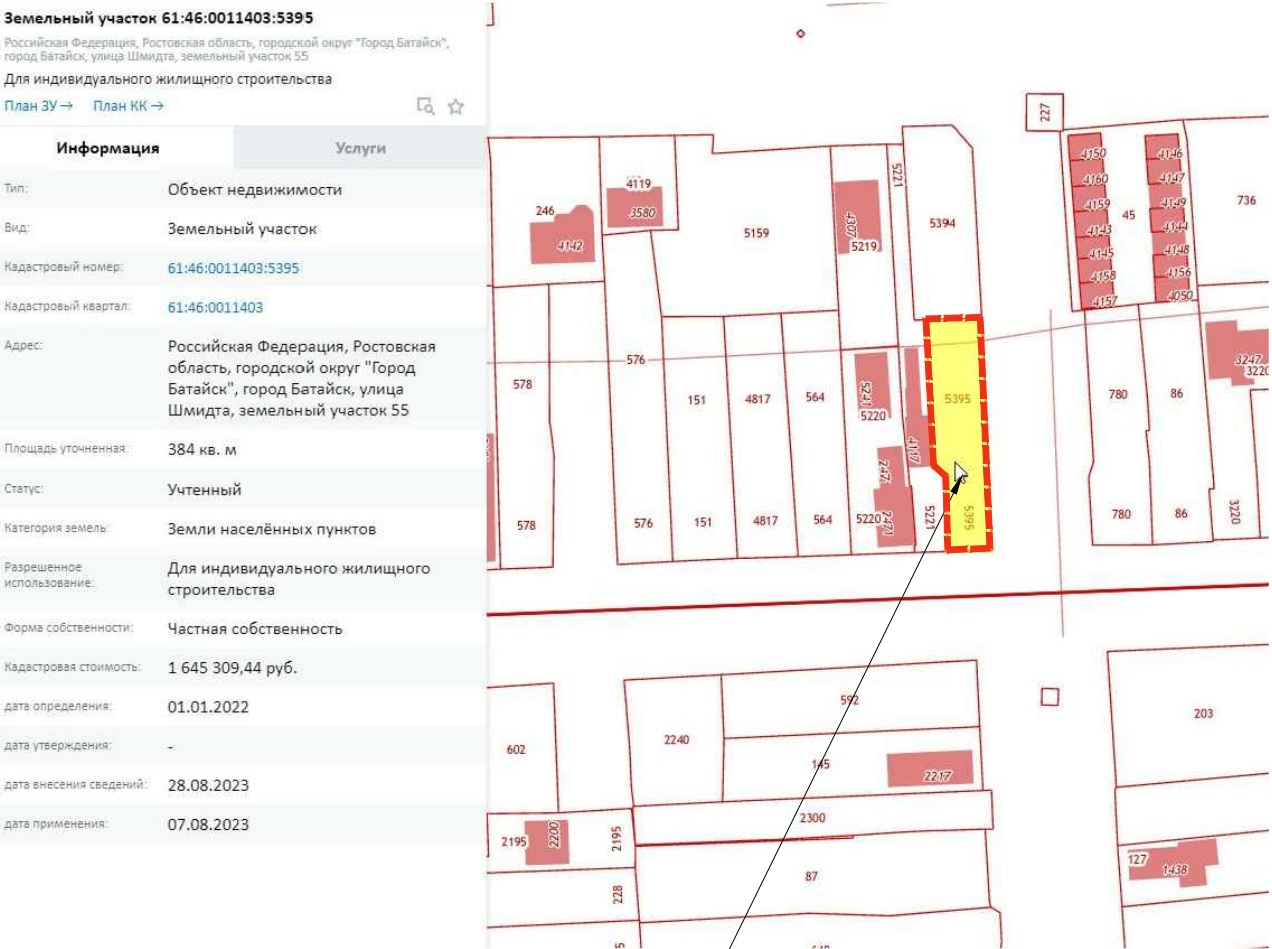 Земельный участок 61:46:0011403:5395
Российская Федерация, Ростовская область, городской округ "Город Батайск",
город Батайск, улица Шмидта, земельный участок 55
Для индивидуального жилищного строительства
План ЗУ → План КК →
Информация Услуги
Тип: Объект недвижимости
Вид: Земельный участок
Кадастровый номер: 61:46:0011403:5395
Кадастровый квартал: 61:46:0011403
Адрес: Российская Федерация, Ростовская
область, городской округ "Город
Батайск", город Батайск, улица
Шмидта, земельный участок 55
Площадь уточненная: 384 кв. м
Статус: Учтенный
Категория земель: Земли населённых пунктов
Разрешенное
использование:
Для индивидуального жилищного
строительства
Форма собственности: Частная собственность
Кадастровая стоимость: 1 645 309,44 руб.
дата определения: 01.01.2022
дата утверждения: -
дата внесения сведений: 28.08.2023
дата применения: 07.08.2023
227
4150 4146
4160 4147
4159 45 4149
4143 4144
4145 4148
4158 4156
4157 4050
736
246
4142
4119
3580
5159
4307
5219
5221
5394
3247
3220
578
576
151
4817
564
5241
5220
4117
5395
780
86
578
576
151
4817
564
5220
2471
2471
5221
5395
780
86
3220
592
602
2240
145
2217
203
2300
2195
2200
2195
87
127
1438
228